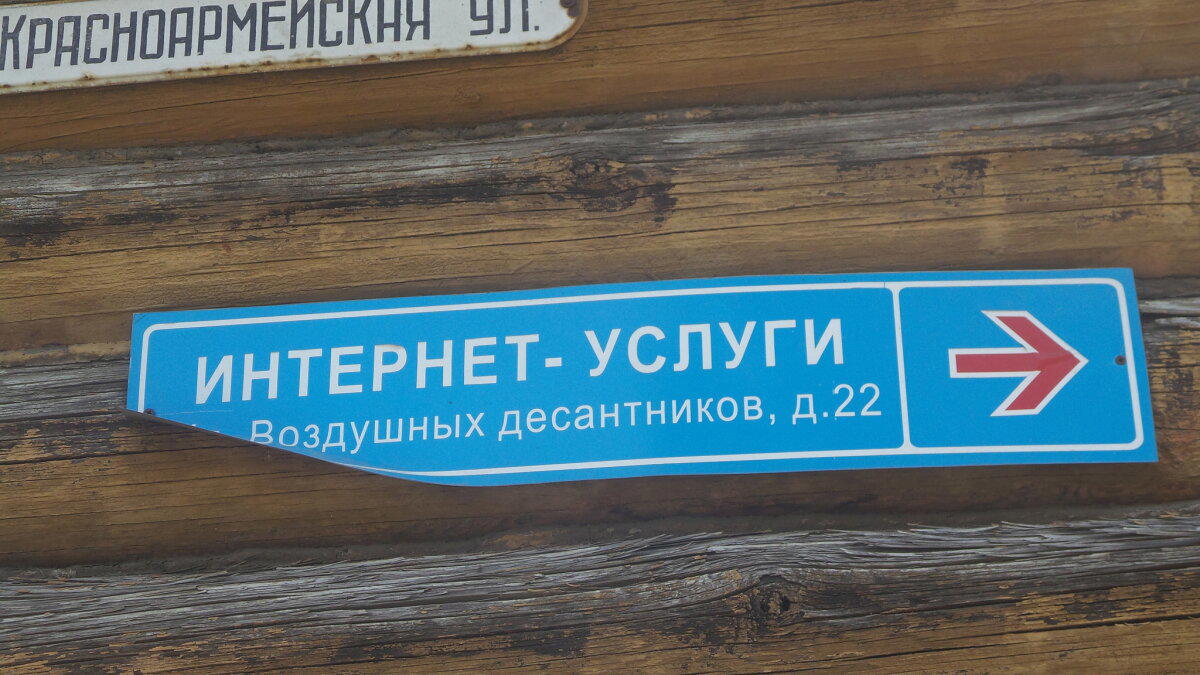 КРАСНОАРМЕЙСКАЯ УЛ.
ИНТЕРНЕТ- УСЛУГИ
Воздушных десантников, д.22